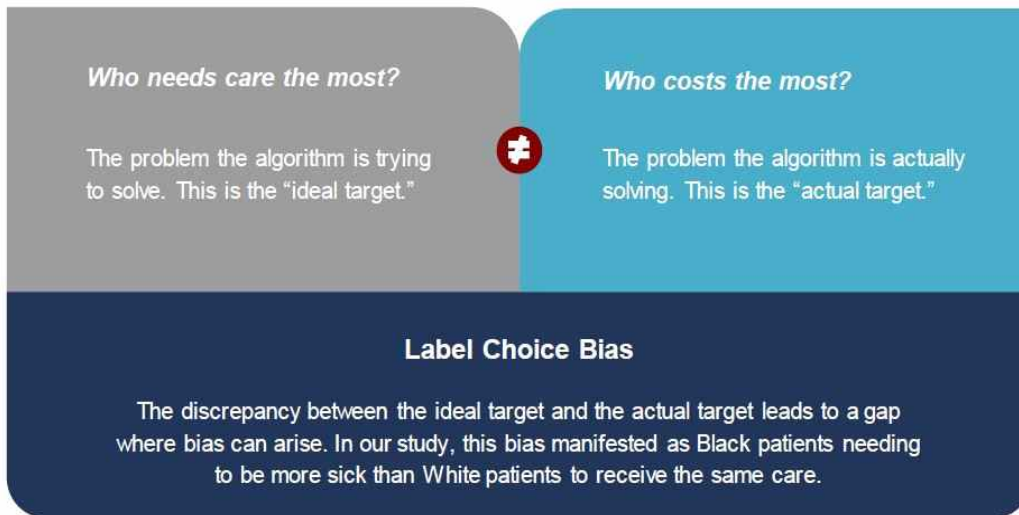 Who needs care the most?
The problem the algorithm is trying
to solve. This is the “ideal target.”
≠
Who costs the most?
The problem the algorithm is actually
solving. This is the “actual target.”
Label Choice Bias
The discrepancy between the ideal target and the actual target leads to a gap
where bias can arise. In our study, this bias manifested as Black patients needing
to be more sick than White patients to receive the same care.